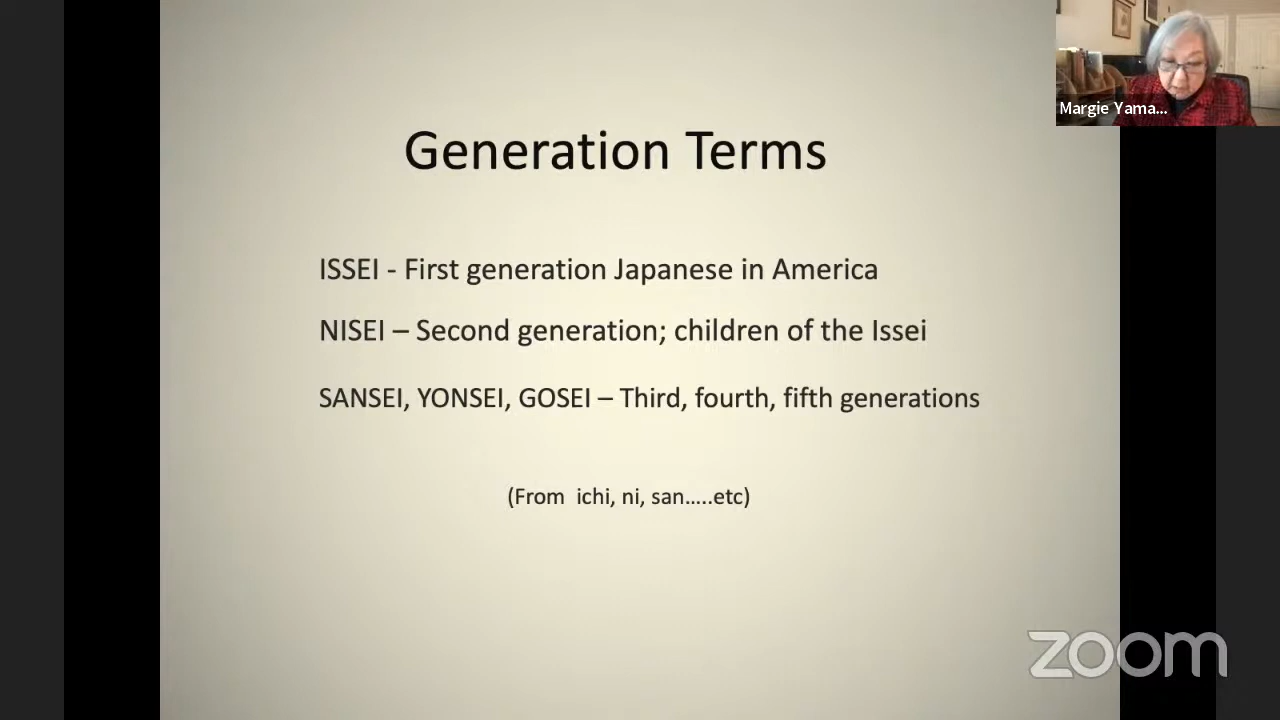 Generation Terms
ISSEI - First generation Japanese in America
NISEI – Second generation; children of the Issei
SANSEI, YONSEI, GOSEI – Third, fourth, fifth generations
(From  ichi, ni, san…..etc)
Margie Yama...
zoom